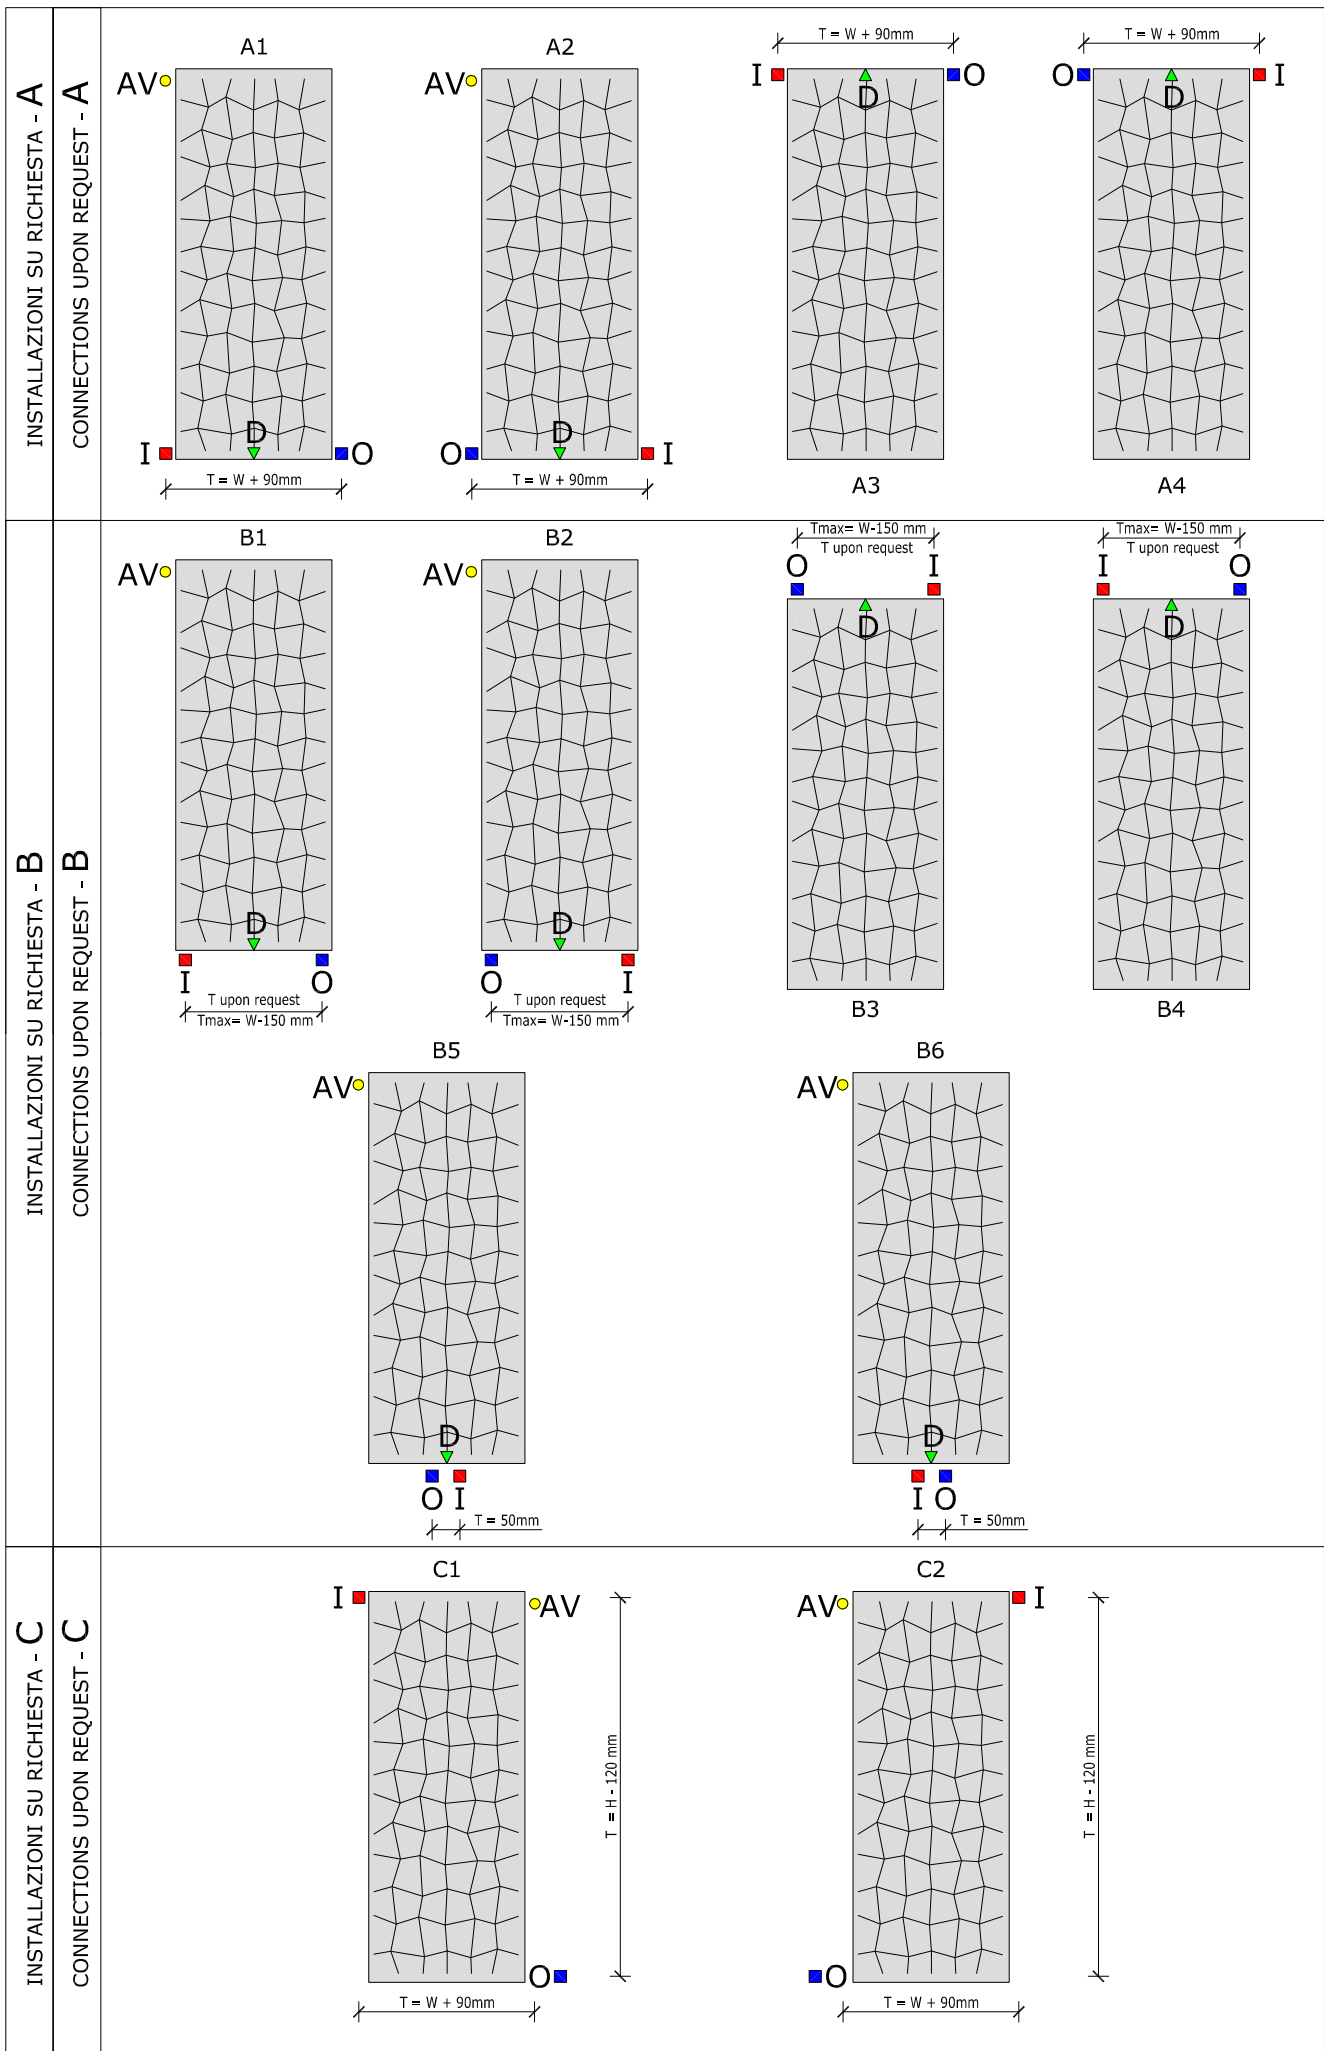 INSTALLAZIONI SU RICHIESTA - A
CONNECTIONS UPON REQUEST - A
A1
AV
D
I
O
T = W + 90mm
A2
AV
D
O
I
T = W + 90mm
T = W + 90mm
I
O
D
A3
T = W + 90mm
O
I
D
A4
INSTALLAZIONI SU RICHIESTA - B
CONNECTIONS UPON REQUEST - B
B1
AV
D
I
O
T upon request
Tmax= W-150 mm
B2
AV
D
O
I
T upon request
Tmax= W-150 mm
Tmax= W-150 mm
T upon request
O
I
D
B3
Tmax= W-150 mm
T upon request
I
O
D
B4
B5
AV
D
O
I
T = 50mm
B6
AV
D
I
O
T = 50mm
INSTALLAZIONI SU RICHIESTA - C
CONNECTIONS UPON REQUEST - C
C1
I
AV
T = H - 120 mm
O
T = W + 90mm
C2
AV
I
T = H - 120 mm
O
T = W + 90mm